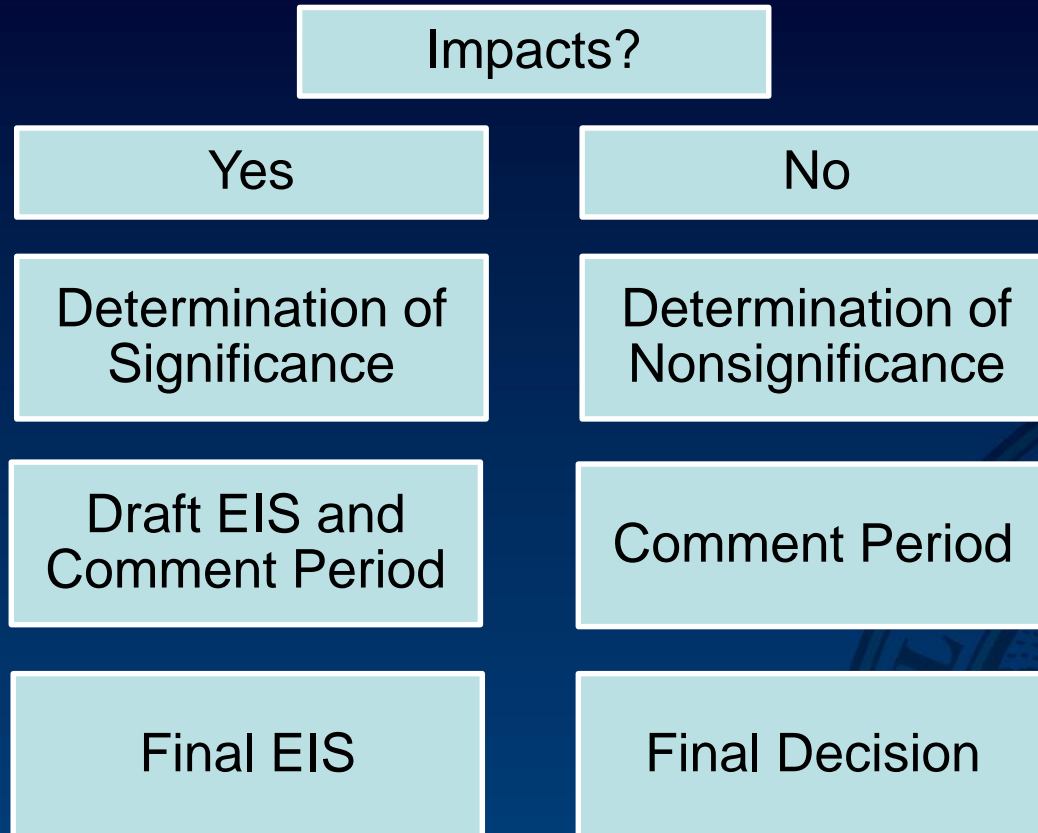 Impacts?
Yes
No
Determination of
Significance
Determination of
Nonsignificance
Draft EIS and
Comment Period
Comment Period
Final EIS
Final Decision